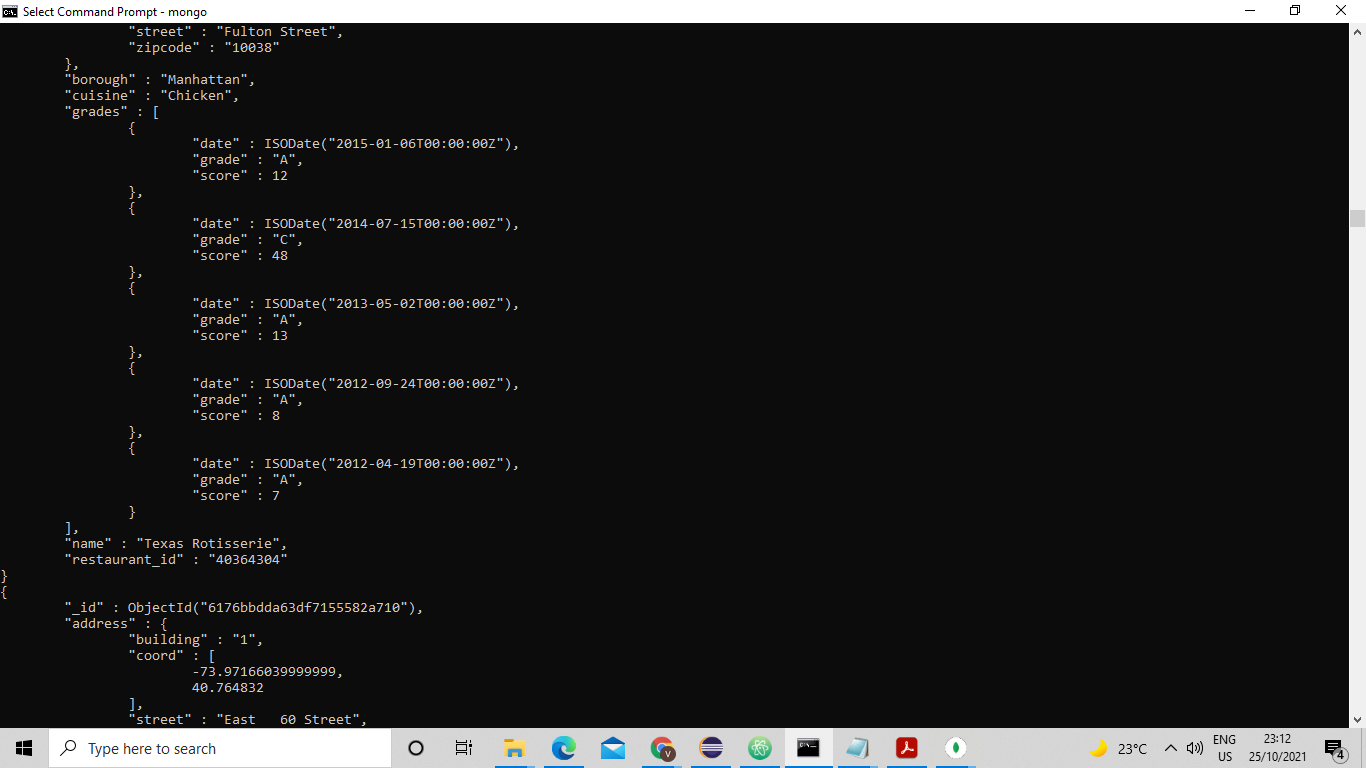 Select Command Prompt - mongo
"street" : "Fulton Street",
"zipcode" : "10038"
},
"borough" : "Manhattan",
"cuisine" : "Chicken",
"grades" : [
{
"date" : ISODate("2015-01-06T00:00:00Z"),
"grade" : "A",
"score" : 12
},
{
"date" : ISODate("2014-07-15T00:00:00Z"),
"grade" : "C",
"score" : 48
},
{
"date" : ISODate("2013-05-02T00:00:00Z"),
"grade" : "A",
"score" : 13
},
{
"date" : ISODate("2012-09-24T00:00:00Z"),
"grade" : "A",
"score" : 8
},
{
"date" : ISODate("2012-04-19T00:00:00Z"),
"grade" : "A",
"score" : 7
}
],
"name" : "Texas Rotisserie",
"restaurant_id" : "40364304"
}
{
"_id" : ObjectId("6176bbdda63df7155582a710"),
"address" : {
"building" : "1",
"coord" : [
-73.97166039999999,
40.764832
],
"street" : "East   60 Street",
Type here to search
23°C
ENG
US
23:12
25/10/2021
4